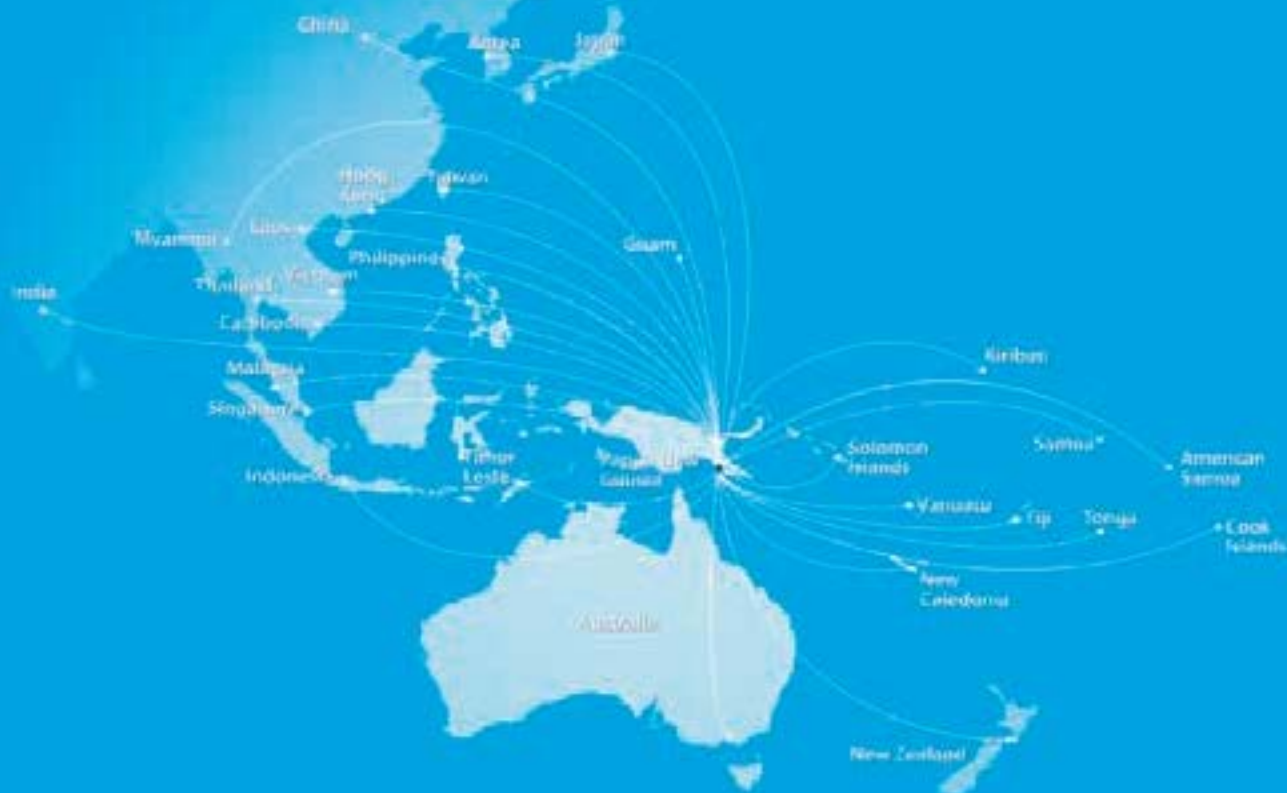 China
Korea
Japan
Hong
Kong
Taiwan
Myanmar
Laos
Guam
Philippines
Vietnam
Thailand
India
Cambodia
Kiribati
Malaysia
Singapore
Samoa
Solomon
Islands
American
Samoa
Timor
Leste
Papua New
Guinea
Indonesia
Vanuatu
Fiji
Tonga
Cook
Islands
New
Caledonia
Australia
New Zealand